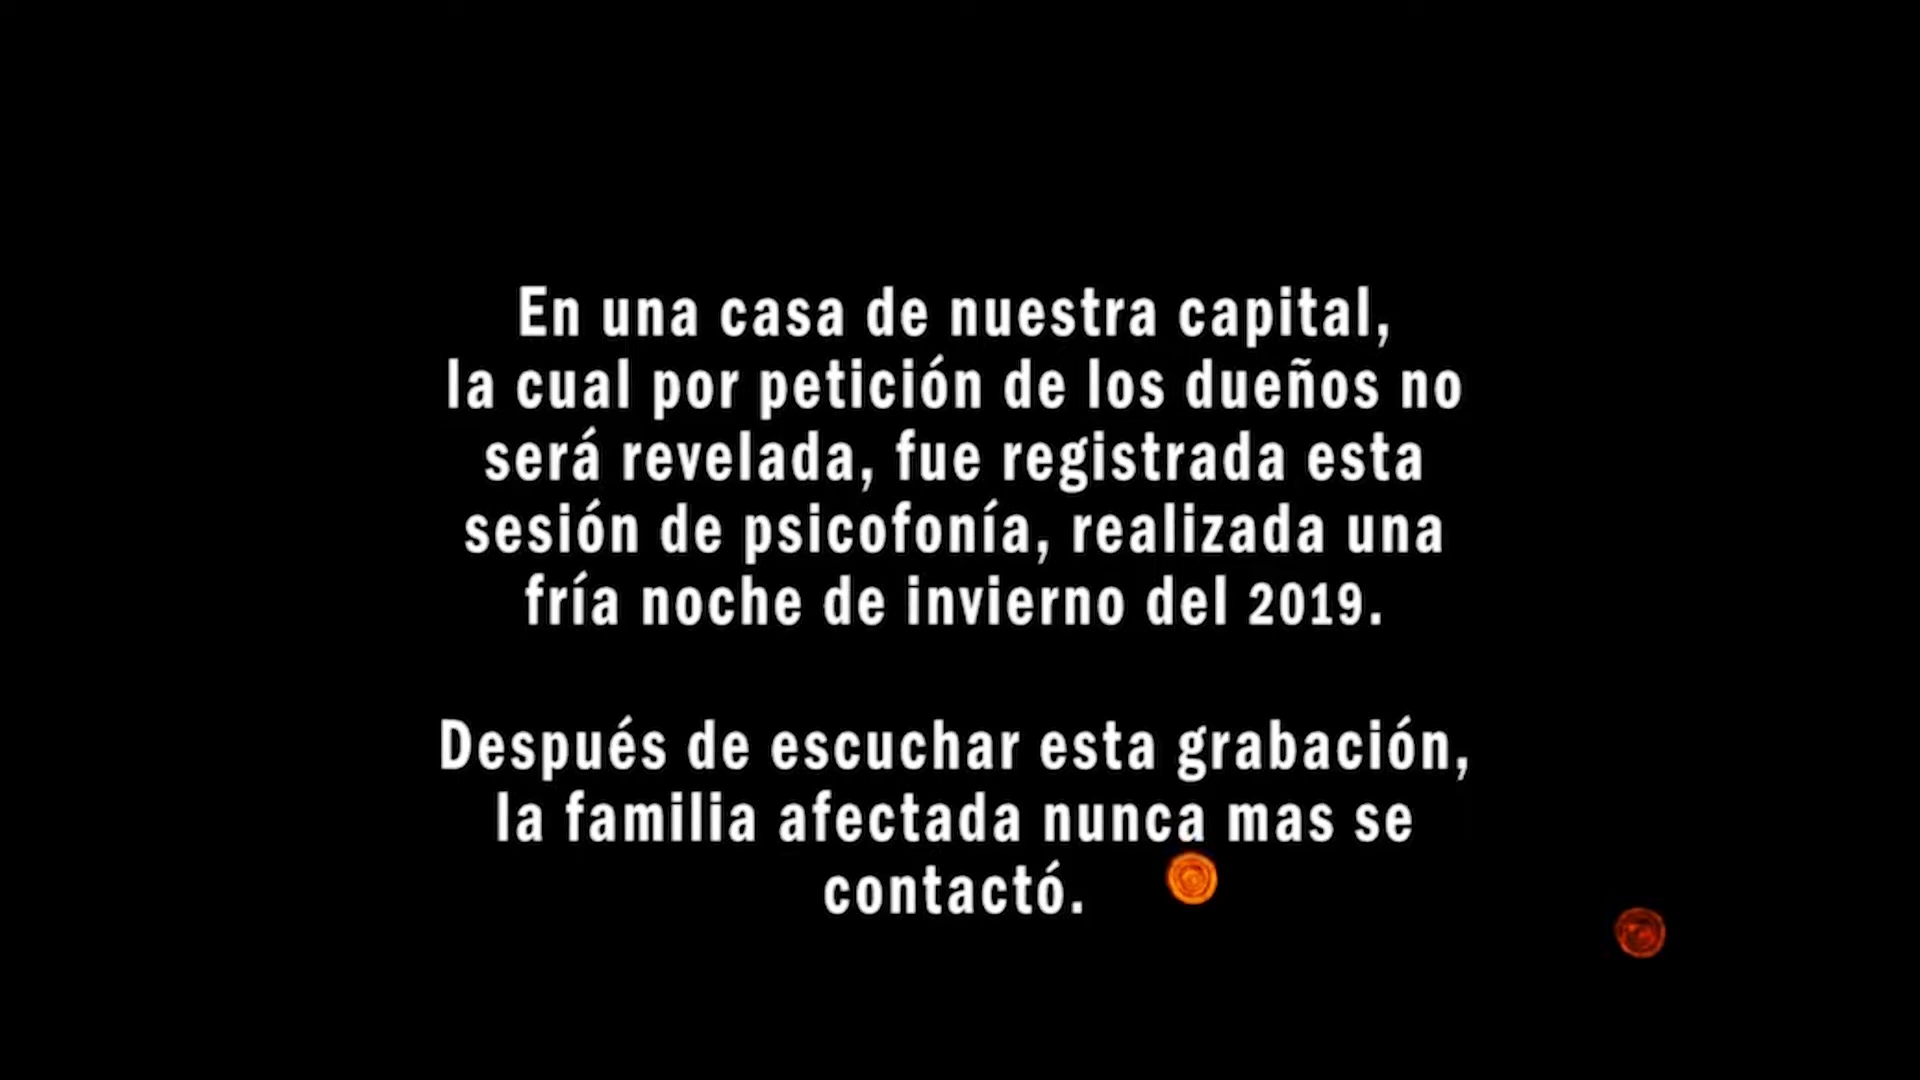 En una casa de nuestra capital,
la cual por petición de los dueños no
será revelada, fue registrada esta
sesión de psicofonía, realizada una
fría noche de invierno del 2019.
Después de escuchar esta grabación,
la familia afectada nunca mas se
contactó.